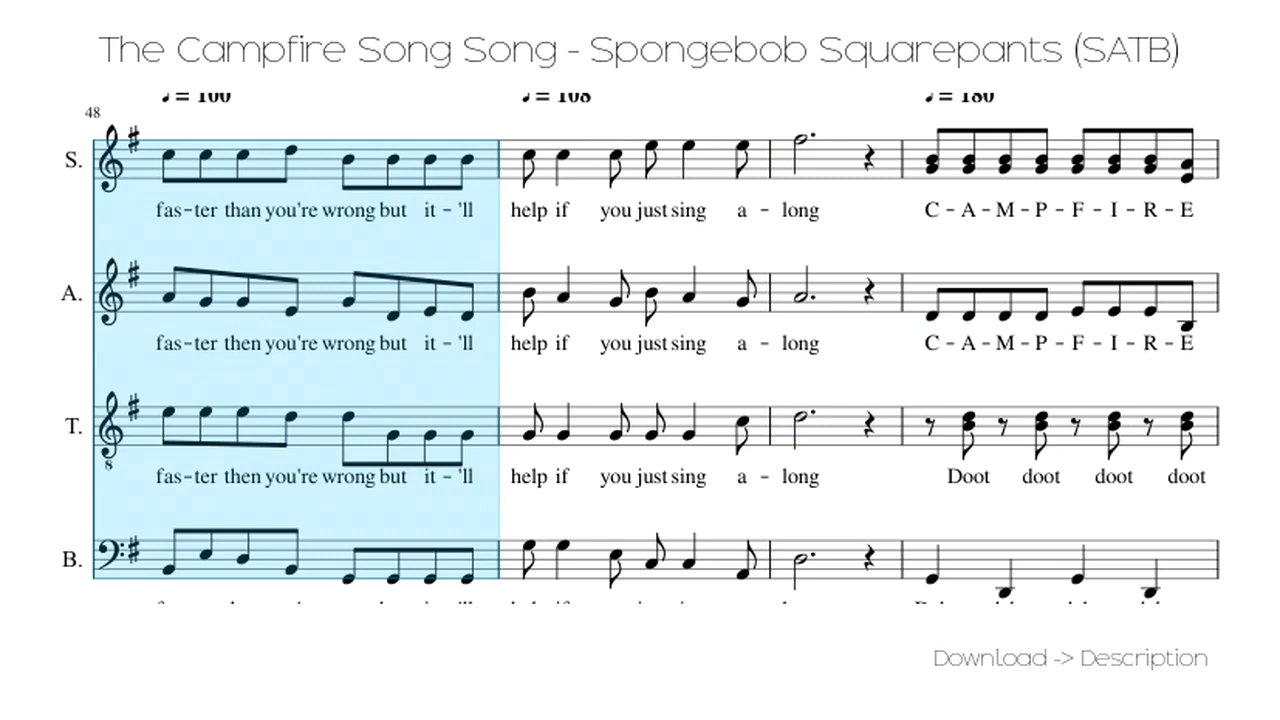 The Campfire Song Song - Spongebob Squarepants (SATB)
♩ = 100 ♩ = 108 ♩ = 180
48
S.
fas-ter than you're wrong but it-'ll help if you just sing a-long C-A-M-P-F-I-R-E
A.
fas-ter then you're wrong but it-'ll help if you just sing a-long C-A-M-P-F-I-R-E
T.
8
fas-ter then you're wrong but it-'ll help if you just sing a-long Doot doot doot doot
B.
Download -> Description